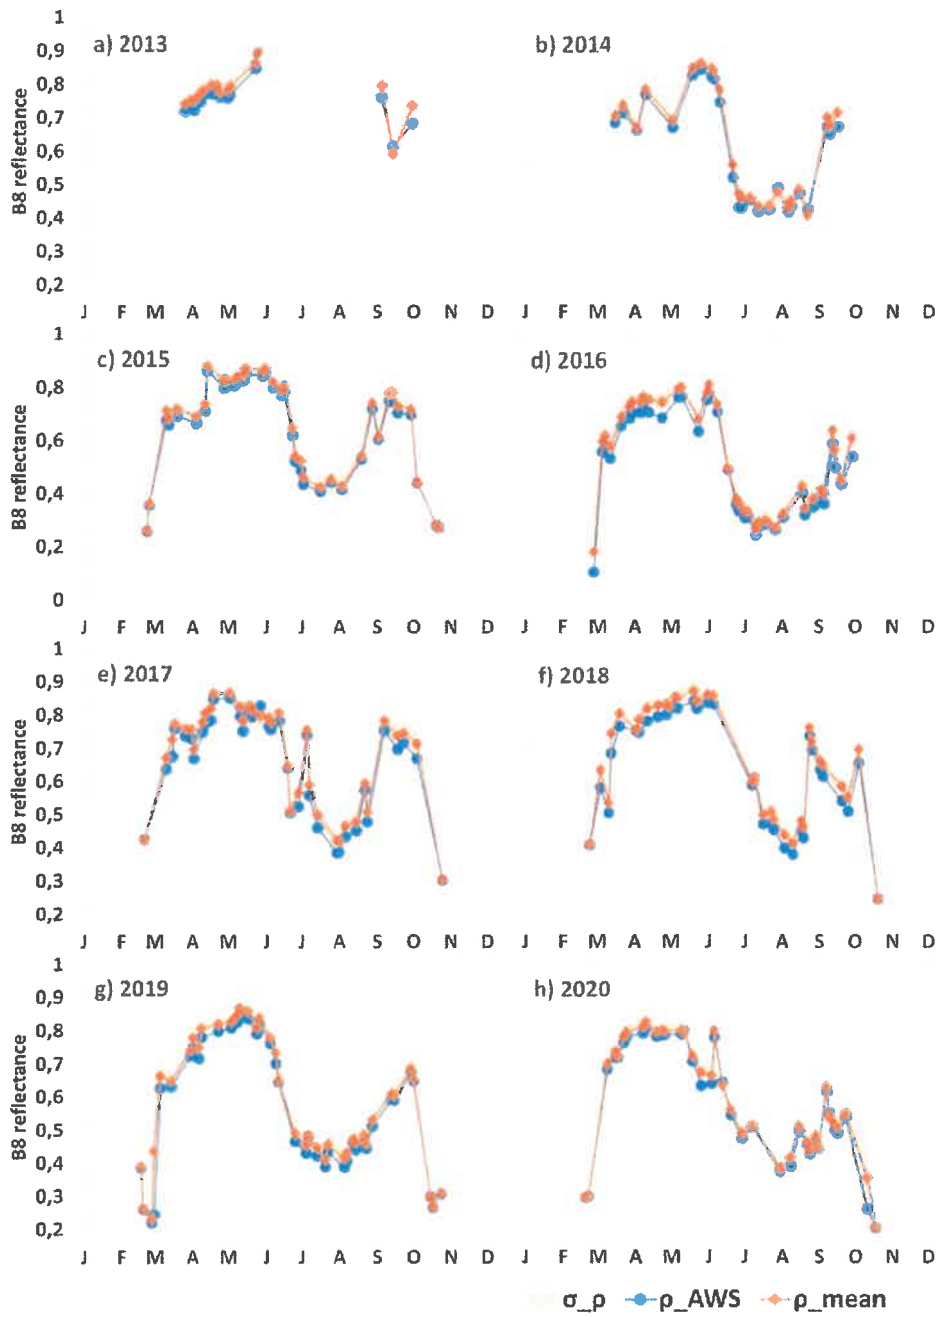 a) 2013
b) 2014
B8 reflectance
1
0,9
0,8
0,7
0,6
0,5
0,4
0,3
0,2
J F M A M J J A S O N D J F M A M J J A S O N D
c) 2015
d) 2016
B8 reflectance
1
0,8
0,6
0,4
0,2
0
J F M A M J J A S O N D J F M A M J J A S O N D
e) 2017
f) 2018
B8 reflectance
1
0,9
0,8
0,7
0,6
0,5
0,4
0,3
0,2
J F M A M J J A S O N D J F M A M J J A S O N D
g) 2019
h) 2020
B8 reflectance
1
0,9
0,8
0,7
0,6
0,5
0,4
0,3
0,2
J F M A M J J A S O N D J F M A M J J A S O N D
σ_ρ ρ_AWS ρ_mean